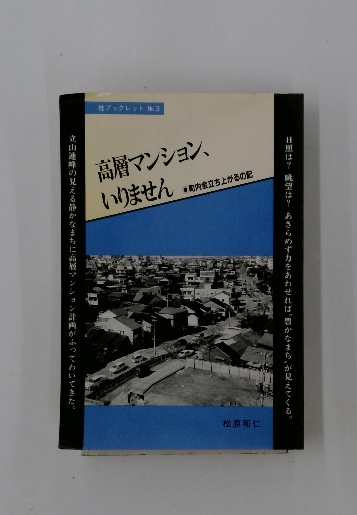 桂ブックレット №3
高層マンション、
いりません
■町内会立ち上がるの記
日照は? 眺望は? あきらめず力をあわせれば“豊かなまち”が見えてくる。
立山連峰の見える静かなまちに高層マンション計画がふってわいてきた。
松原和仁